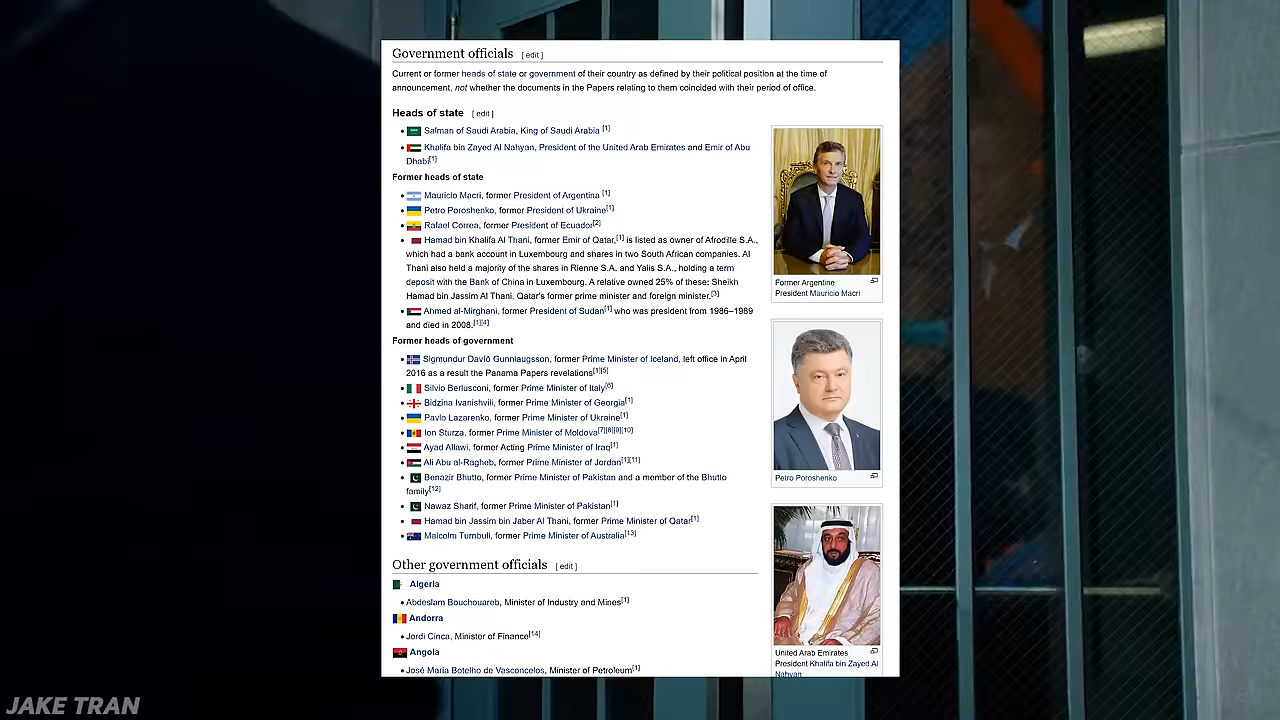 Government officials [ edit ]
Current or former heads of state or government of their country as defined by their political position at the time of
announcement, not whether the documents in the Papers relating to them coincided with their period of office.
Heads of state [ edit ]
Salman of Saudi Arabia, King of Saudi Arabia [1]
Khalifa bin Zayed Al Nahyan, President of the United Arab Emirates and Emir of Abu
Dhabi[1]
Former heads of state
Mauricio Macri, former President of Argentina [1]
Petro Poroshenko, former President of Ukraine[1]
Rafael Correa, former President of Ecuador[2]
Hamad bin Khalifa Al Thani, former Emir of Qatar,[1] is listed as owner of Afrodille S.A.,
which had a bank account in Luxembourg and shares in two South African companies. Al
Thani also held a majority of the shares in Rienne S.A. and Yalis S.A., holding a term
deposit with the Bank of China in Luxembourg. A relative owned 25% of these: Sheikh
Hamad bin Jassim Al Thani, Qatar's former prime minister and foreign minister.[3]
Ahmed al-Mirghani, former President of Sudan[1] who was president from 1986–1989
and died in 2008.[1][4]
Former heads of government
Sigmundur Davíð Gunnlaugsson, former Prime Minister of Iceland, left office in April
2016 as a result the Panama Papers revelations[1][5]
Silvio Berlusconi, former Prime Minister of Italy[6]
Bidzina Ivanishvili, former Prime Minister of Georgia[1]
Pavlo Lazarenko, former Prime Minister of Ukraine[1]
Ion Sturza, former Prime Minister of Moldova[7][8][9][10]
Ayad Allawi, former Acting Prime Minister of Iraq[1]
Ali Abu al-Ragheb, former Prime Minister of Jordan[1][11]
Benazir Bhutto, former Prime Minister of Pakistan and a member of the Bhutto
family[12]
Nawaz Sharif, former Prime Minister of Pakistan[1]
Hamad bin Jassim bin Jaber Al Thani, former Prime Minister of Qatar[1]
Malcolm Turnbull, former Prime Minister of Australia[13]
Other government officials [ edit ]
Algeria
Abdeslam Bouchouareb, Minister of Industry and Mines[1]
Andorra
Jordi Cinca, Minister of Finance[14]
Angola
José Maria Botelho de Vasconcelos, Minister of Petroleum[1]
Former Argentine
President Mauricio Macri
Petro Poroshenko
United Arab Emirates
President Khalifa bin Zayed Al
Nahyan
JAKE TRAN